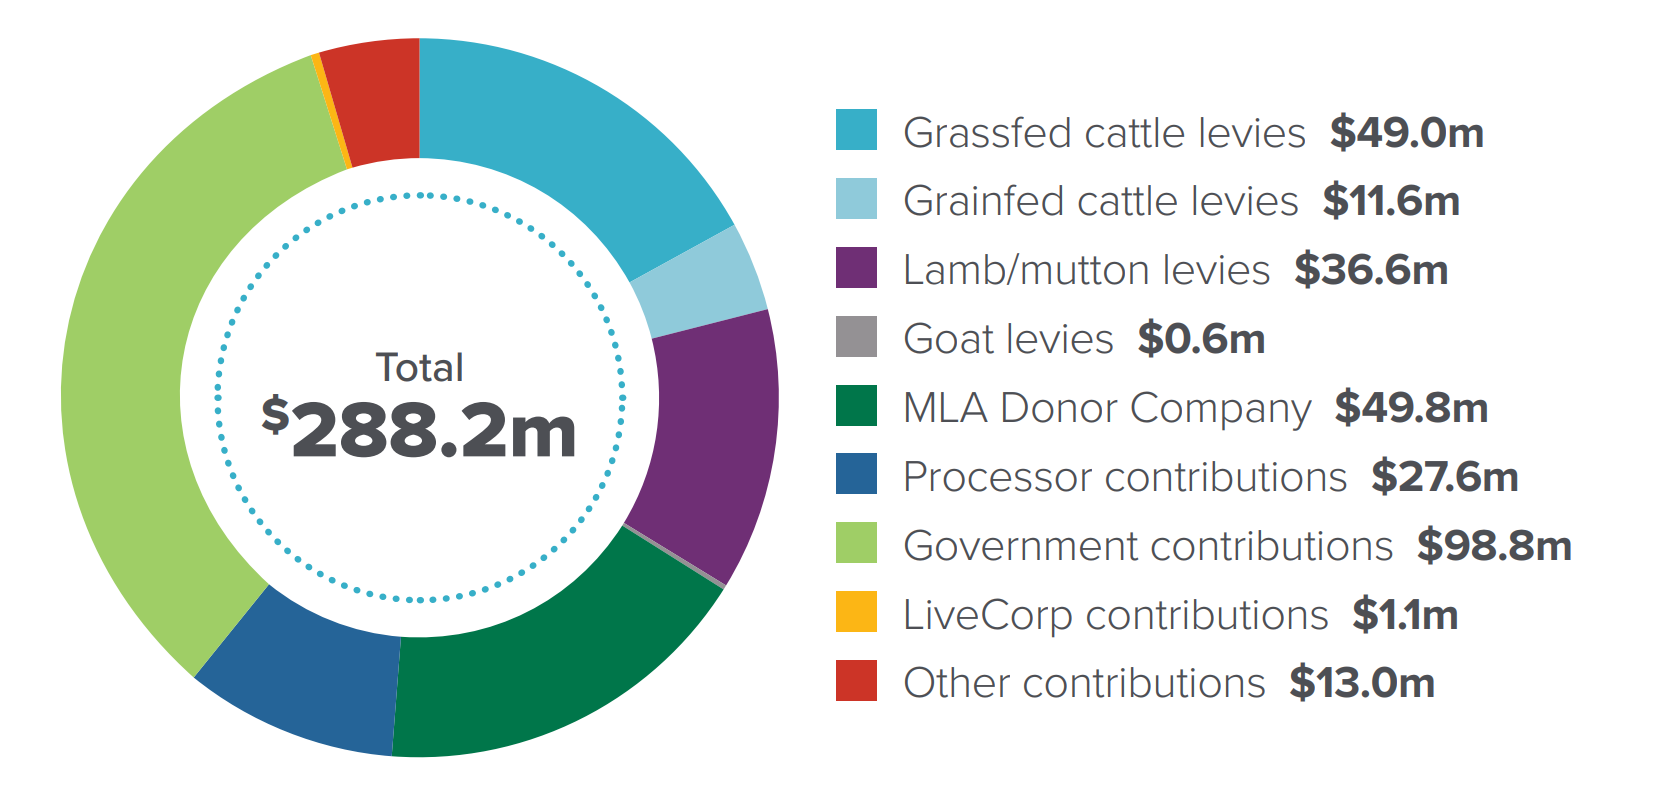 Total
$288.2m
Grassfed cattle levies $49.0m
Grainfed cattle levies $11.6m
Lamb/mutton levies $36.6m
Goat levies $0.6m
MLA Donor Company $49.8m
Processor contributions $27.6m
Government contributions $98.8m
LiveCorp contributions $1.1m
Other contributions $13.0m